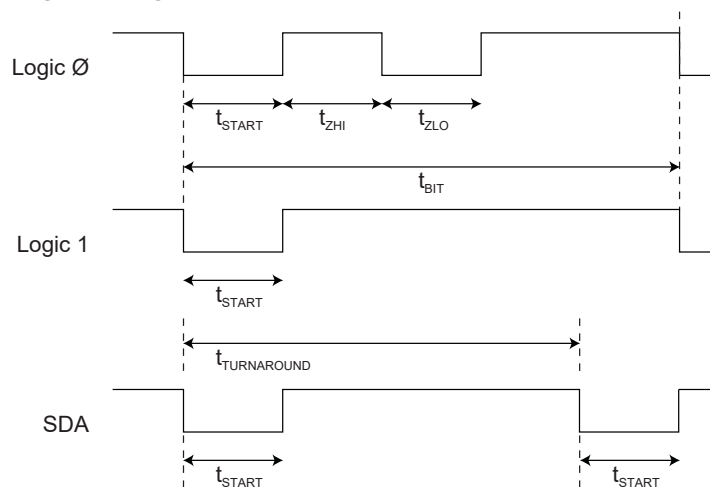 Logic Ø
tSTART tZHI tZLO
tBIT
Logic 1
tSTART
tTURNAROUND
SDA
tSTART tSTART